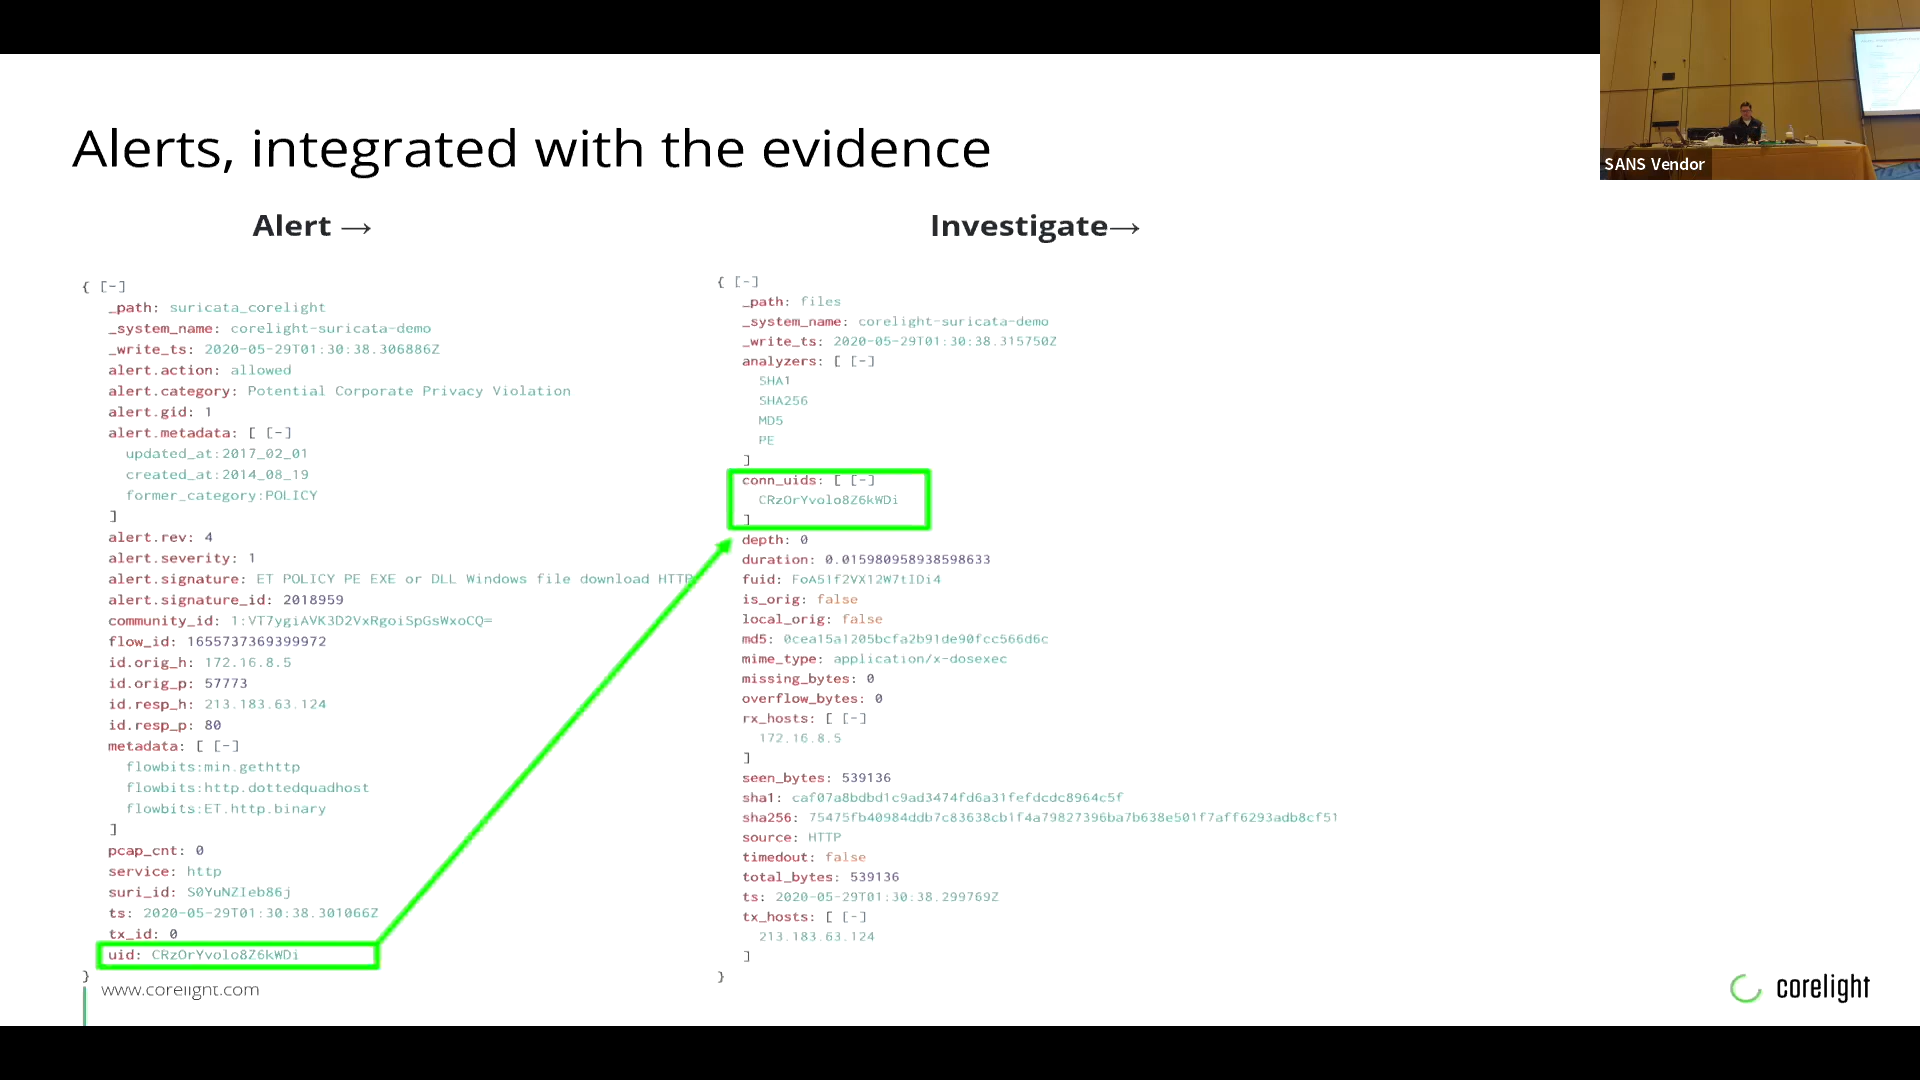 SANS Vendor
Alerts, integrated with the evidence
Alert →
{ [-]
_path: suricata_corelight
_system_name: corelight-suricata-demo
_write_ts: 2020-05-29T01:30:38.306886Z
alert.action: allowed
alert.category: Potential Corporate Privacy Violation
alert.gid: 1
alert.metadata: [ [-]
updated_at:2017_02_01
created_at:2014_08_19
former_category:POLICY
]
alert.rev: 4
alert.severity: 1
alert.signature: ET POLICY PE EXE or DLL Windows file download HTTP
alert.signature_id: 2018959
community_id: 1:VT7ygiAVK3D2VxRgoiSpGsWxoCQ=
flow_id: 1655737369399972
id.orig_h: 172.16.8.5
id.orig_p: 57773
id.resp_h: 213.183.63.124
id.resp_p: 80
metadata: [ [-]
flowbits:min.gethttp
flowbits:http.dottedquadhost
flowbits:ET.http.binary
]
pcap_cnt: 0
service: http
suri_id: S0YuNZIeb86j
ts: 2020-05-29T01:30:38.301066Z
tx_id: 0
uid: CRzOrYvolo8Z6kWDi
}
Investigate→
{ [-]
_path: files
_system_name: corelight-suricata-demo
_write_ts: 2020-05-29T01:30:38.315750Z
analyzers: [ [-]
SHA1
SHA256
MD5
PE
]
conn_uids: [ [-]
CRzOrYvolo8Z6kWDi
]
depth: 0
duration: 0.015980958938598633
fuid: FoA51f2VX12W7tIDi4
is_orig: false
local_orig: false
md5: 0cea15a1205bcfa2b91de90fcc566d6c
mime_type: application/x-dosexec
missing_bytes: 0
overflow_bytes: 0
rx_hosts: [ [-]
172.16.8.5
]
seen_bytes: 539136
sha1: caf07a8bdbd1c9ad3474fd6a31fefdcdc8964c5f
sha256: 75475fb40984ddb7c83638cb1f4a79827396ba7b638e501f7aff6293adb8cf51
source: HTTP
timedout: false
total_bytes: 539136
ts: 2020-05-29T01:30:38.299769Z
tx_hosts: [ [-]
213.183.63.124
]
}
www.corelight.com
corelight